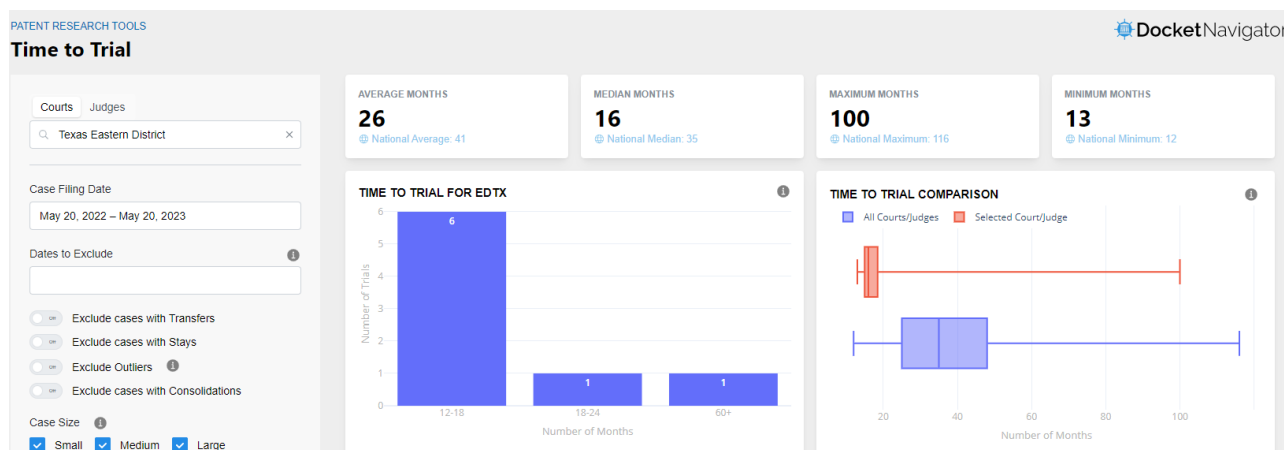 PATENT RESEARCH TOOLS
Time to Trial
DocketNavigator
Courts Judges
Texas Eastern District ×
Case Filing Date
May 20, 2022 – May 20, 2023
Dates to Exclude
Off Exclude cases with Transfers
Off Exclude cases with Stays
Off Exclude Outliers
Off Exclude cases with Consolidations
Case Size
Small Medium Large
AVERAGE MONTHS
26
National Average: 41
MEDIAN MONTHS
16
National Median: 35
MAXIMUM MONTHS
100
National Maximum: 116
MINIMUM MONTHS
13
National Minimum: 12
TIME TO TRIAL FOR EDTX
6
5
4
3
2
1
0
Number of Trials
6
1
1
12-18 18-24 60+
Number of Months
TIME TO TRIAL COMPARISON
All Courts/Judges Selected Court/Judge
20 40 60 80 100
Number of Months